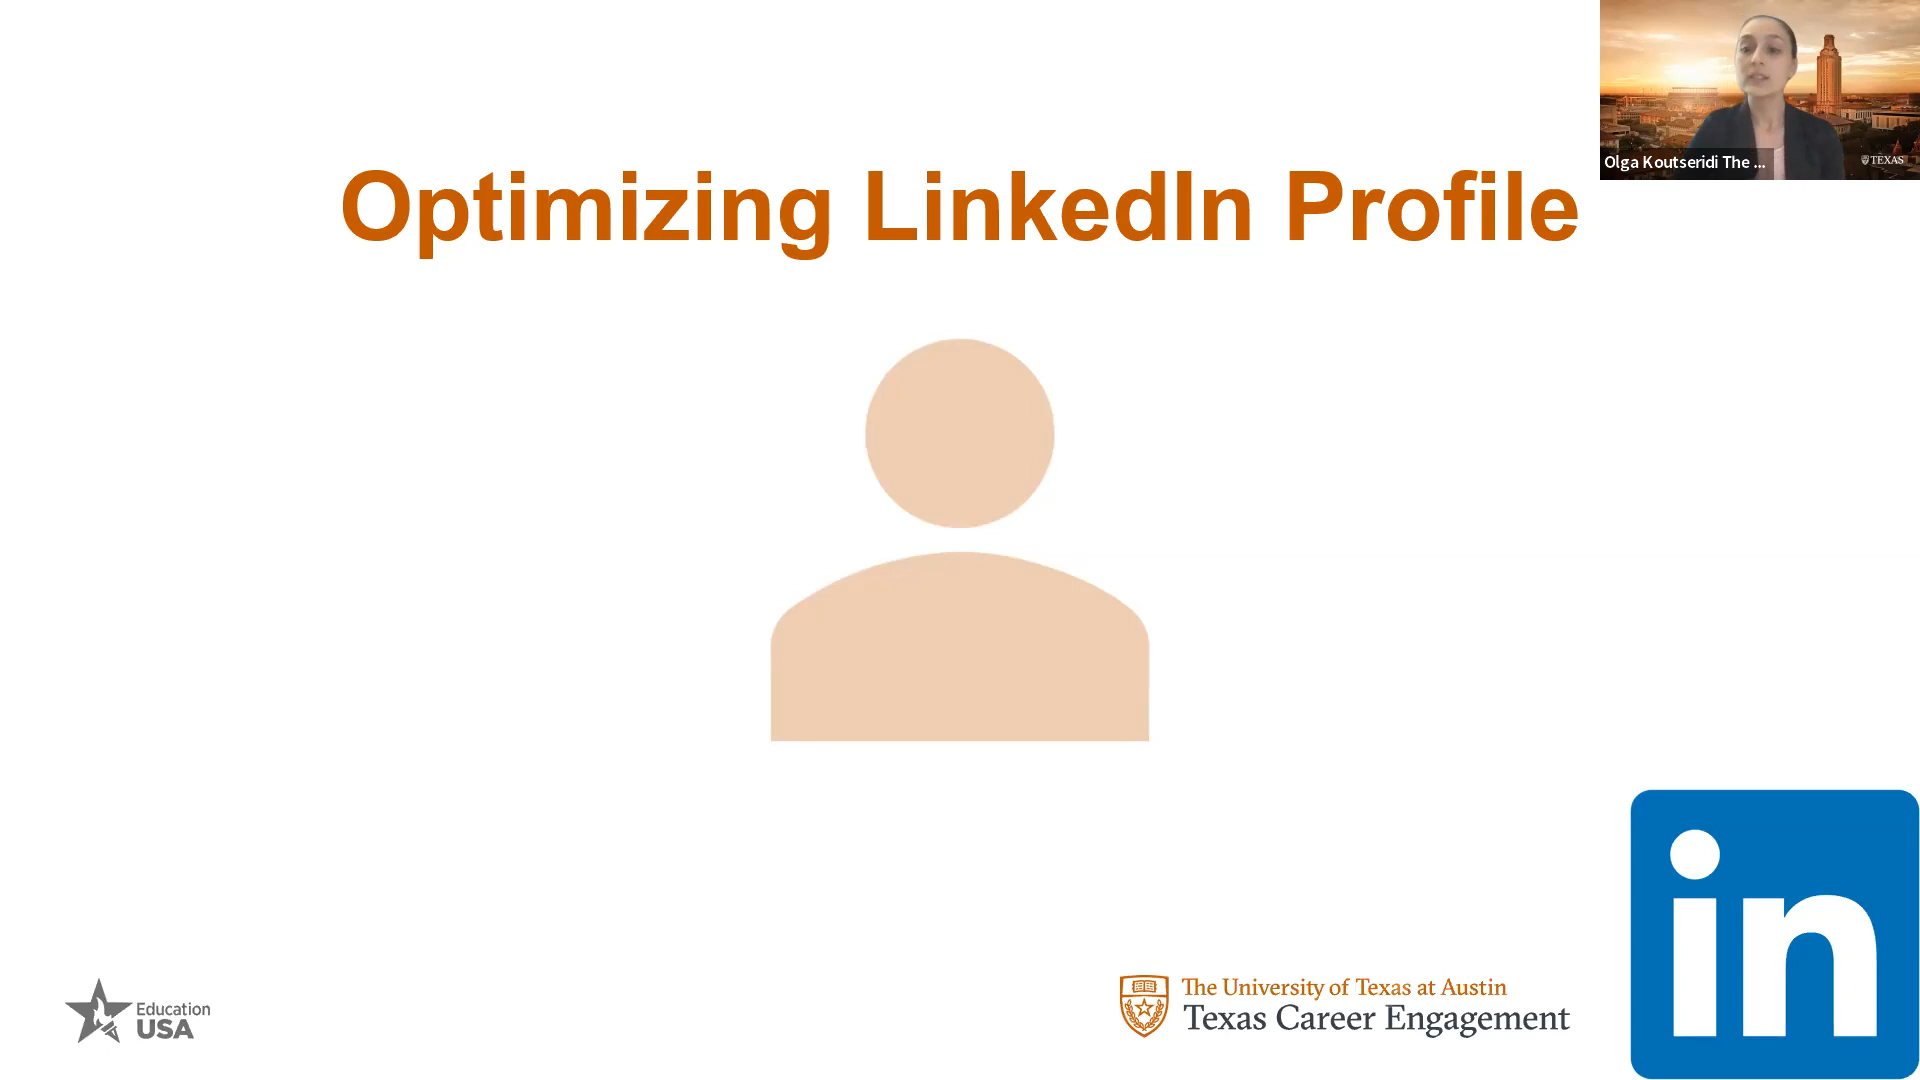 Optimizing LinkedIn Profile
Olga Koutseridi The ...
TEXAS
in
Education
USA
The University of Texas at Austin
Texas Career Engagement